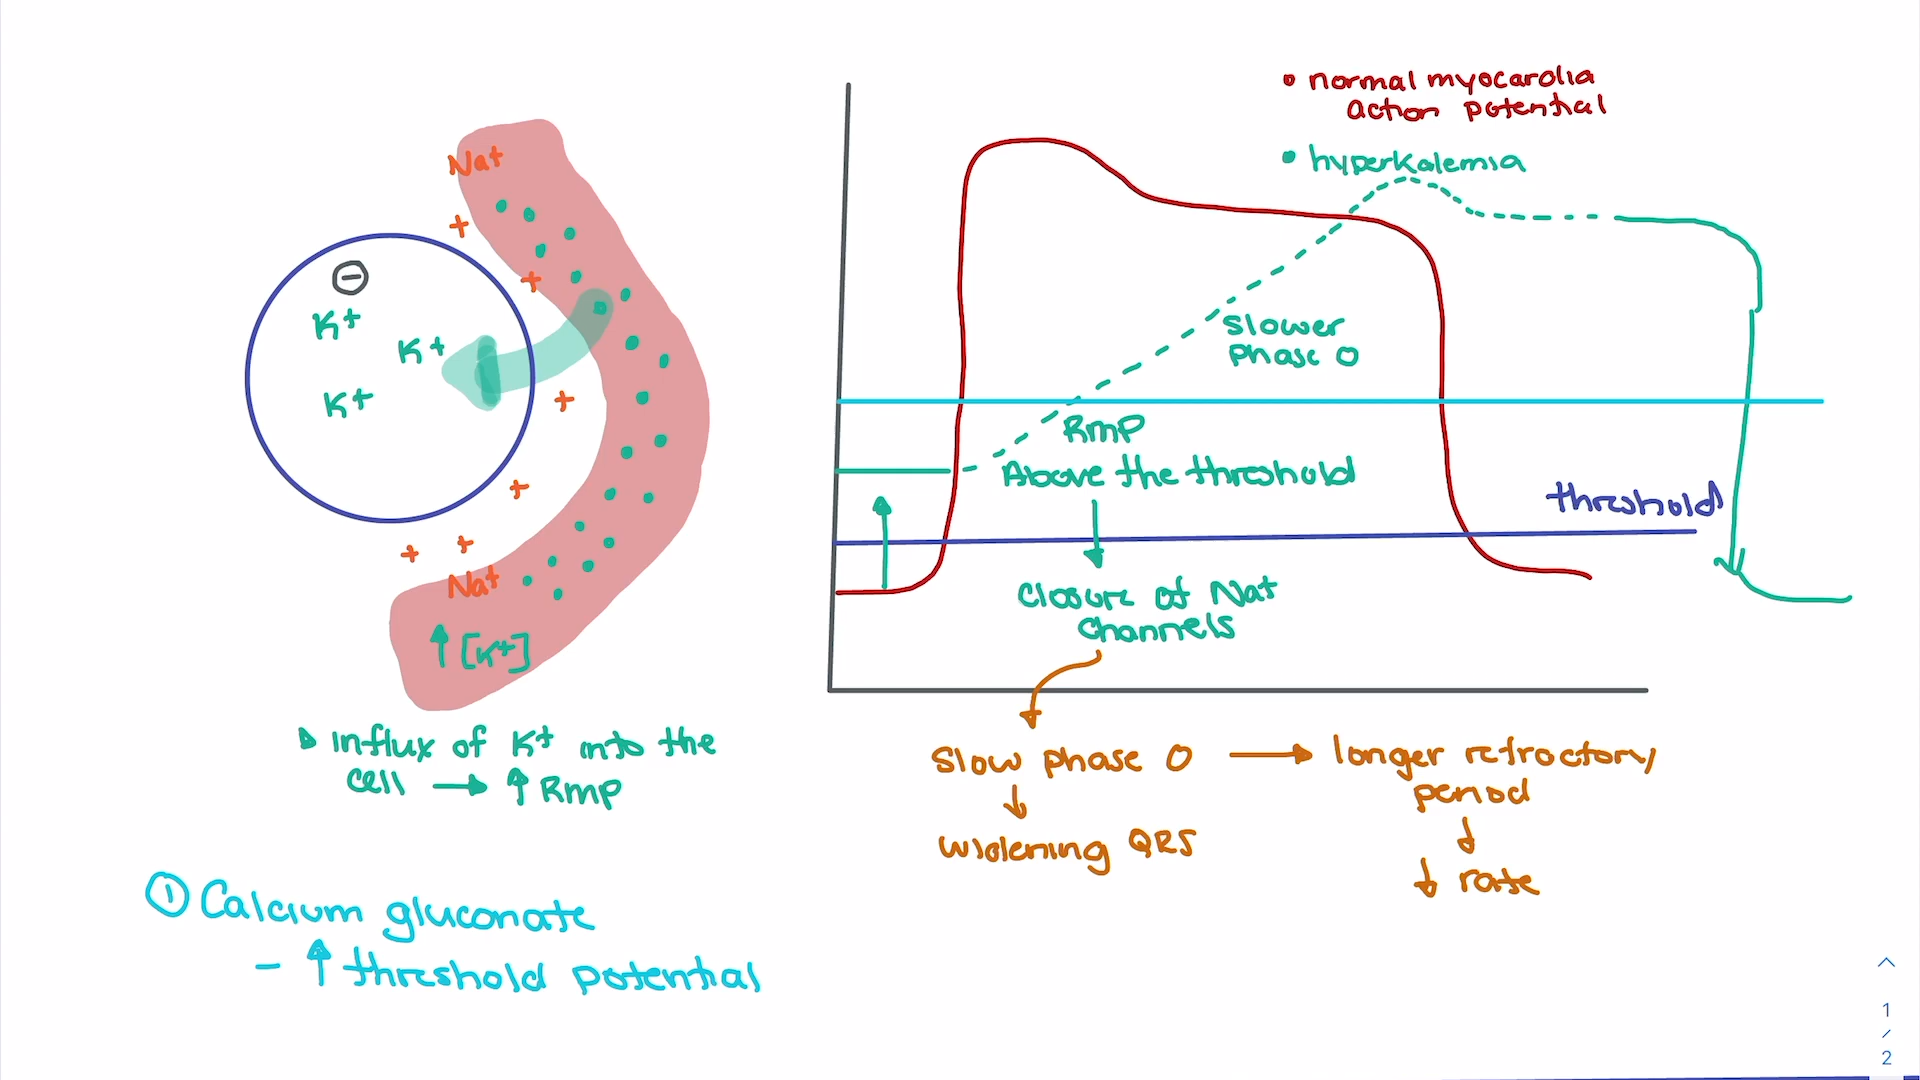 Na+
+
+
⊖
K+
K+
K+
+
+
+ +
Na+
↑ [K+]
Influx of K+ into the
cell → ↑ RMP
① Calcium gluconate
- ↑ threshold potential
• normal myocardia
action potential
• hyperkalemia
Slower
Phase 0
RMP
Above the threshold
threshold
↓
Closure of Na+
Channels
Slow phase 0 → longer refractory
period
↓
widening QRS
↓
↓ rate
^
1
/
2